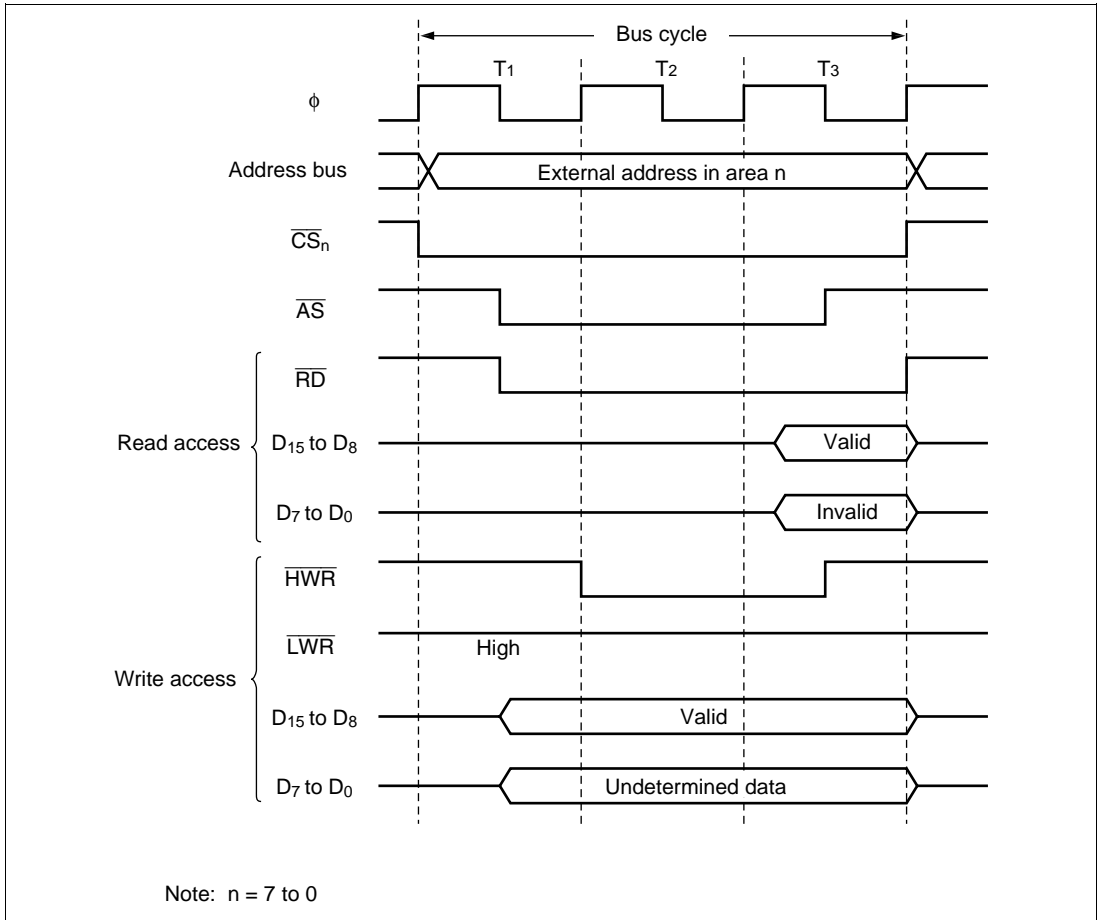 Bus cycle
T1 T2 T3
ϕ
Address bus External address in area n
CSn
AS
RD
Read access D15 to D8 Valid
D7 to D0 Invalid
HWR
LWR High
Write access
D15 to D8 Valid
D7 to D0 Undetermined data
Note: n = 7 to 0